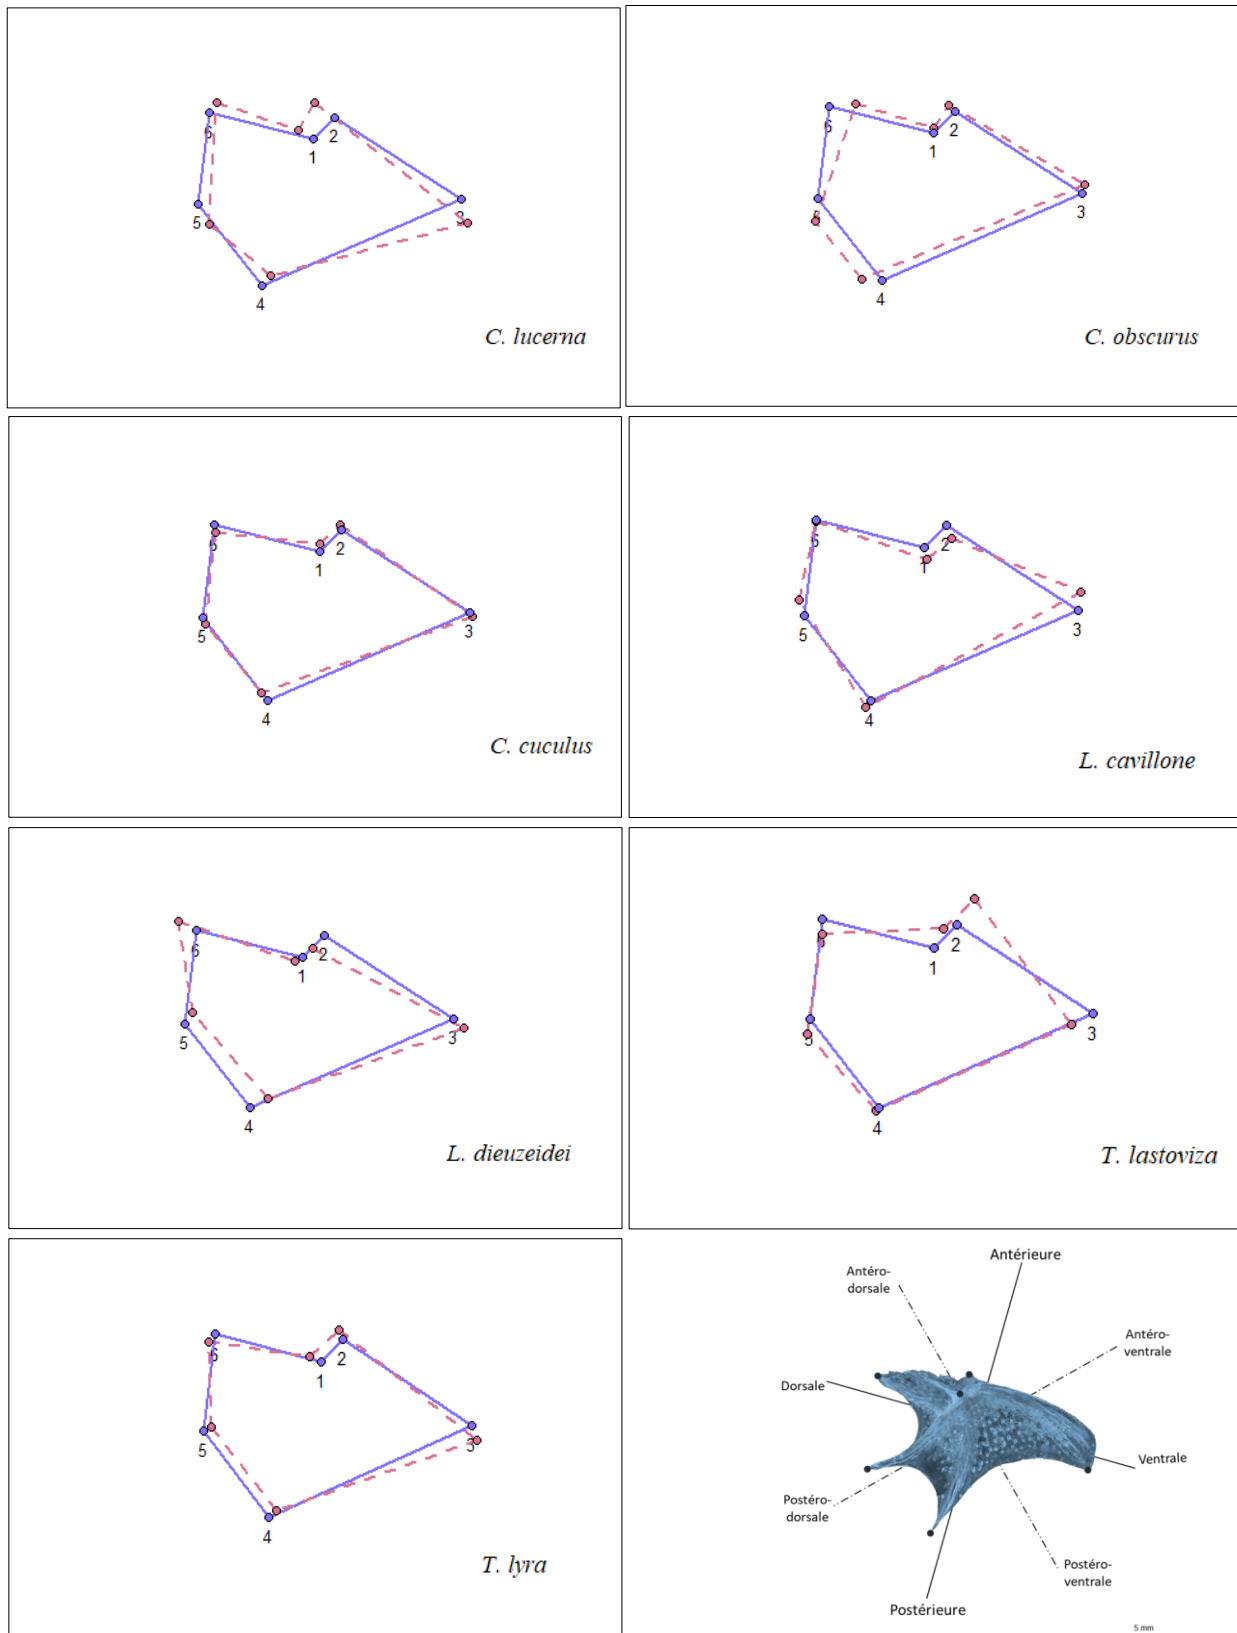 6
2
1
5
3
4
C. lucerna
6
2
1
5
3
4
C. obscurus
6
2
1
5
3
4
C. cuculus
6
2
1
5
3
4
L. cavillone
6
2
1
5
3
4
L. dieuzeidei
6
2
1
5
3
4
T. lastoviza
6
2
1
5
3
4
T. lyra
Antérieure
Antéro-
dorsale
Antéro-
ventrale
Dorsale
Ventrale
Postéro-
dorsale
Postéro-
ventrale
Postérieure
5 mm